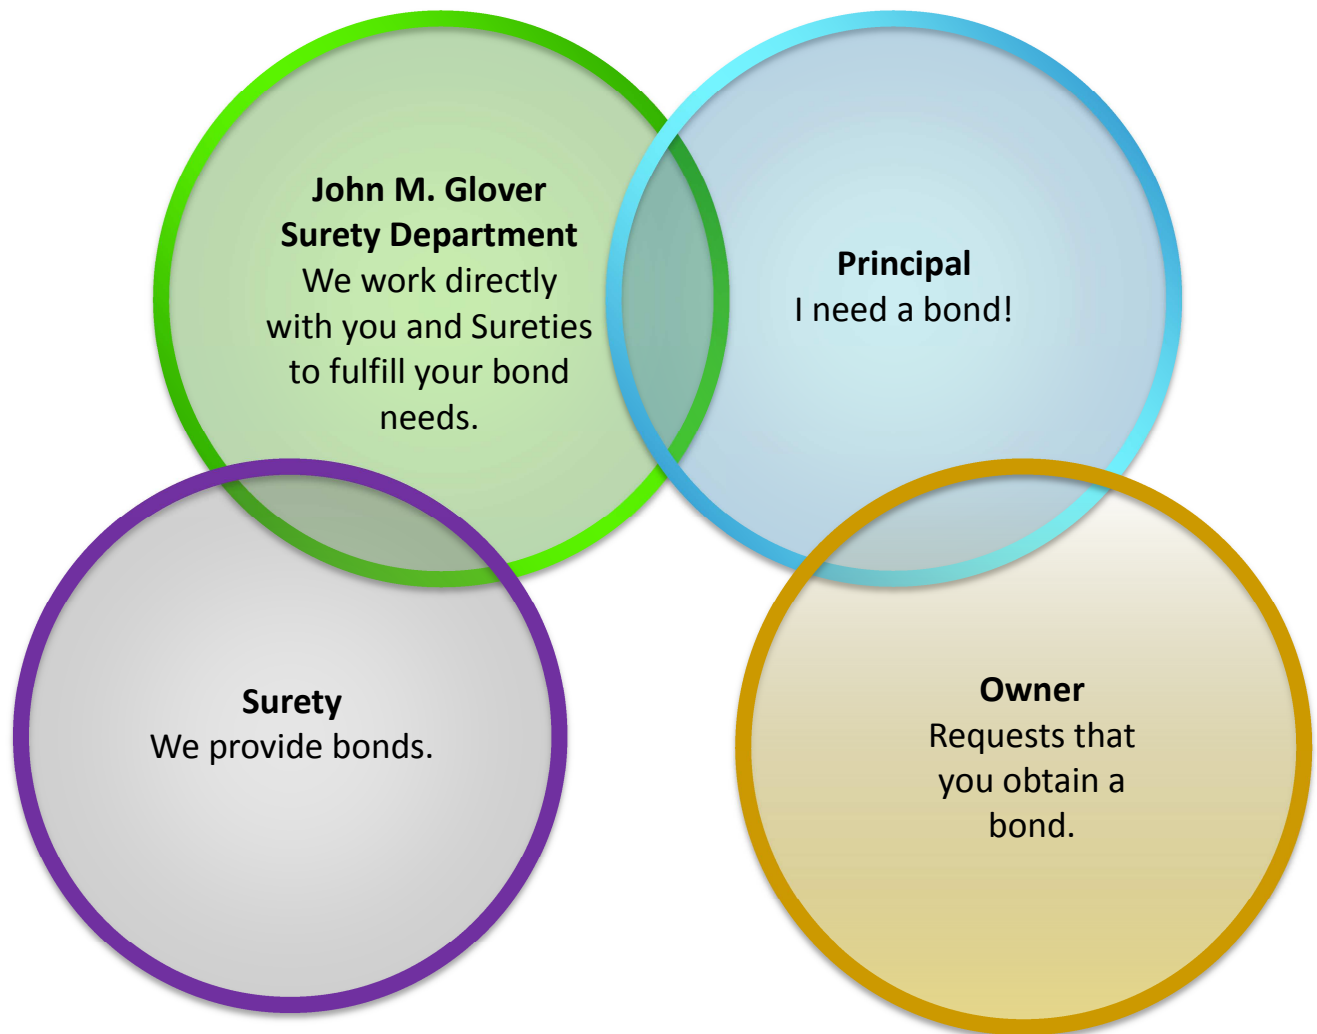 John M. Glover
Surety Department
We work directly
with you and Sureties
to fulfill your bond
needs.
Principal
I need a bond!
Surety
We provide bonds.
Owner
Requests that
you obtain a
bond.